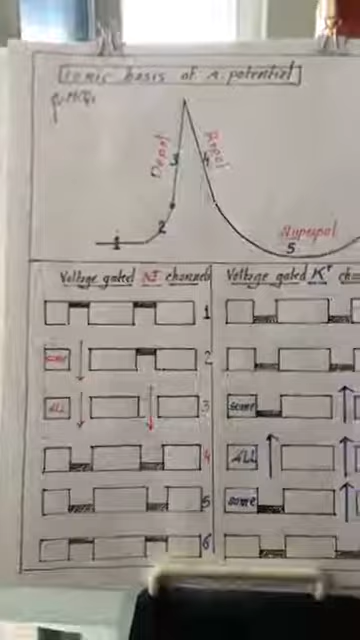 Ionic basis of A. potential
Depol
3
Repol
4
2
1
Hyperpol
5
Voltage gated Na⁺ channels
Voltage gated K⁺ cha
1
some
2
ALL
3
some
4
ALL
5
some
6